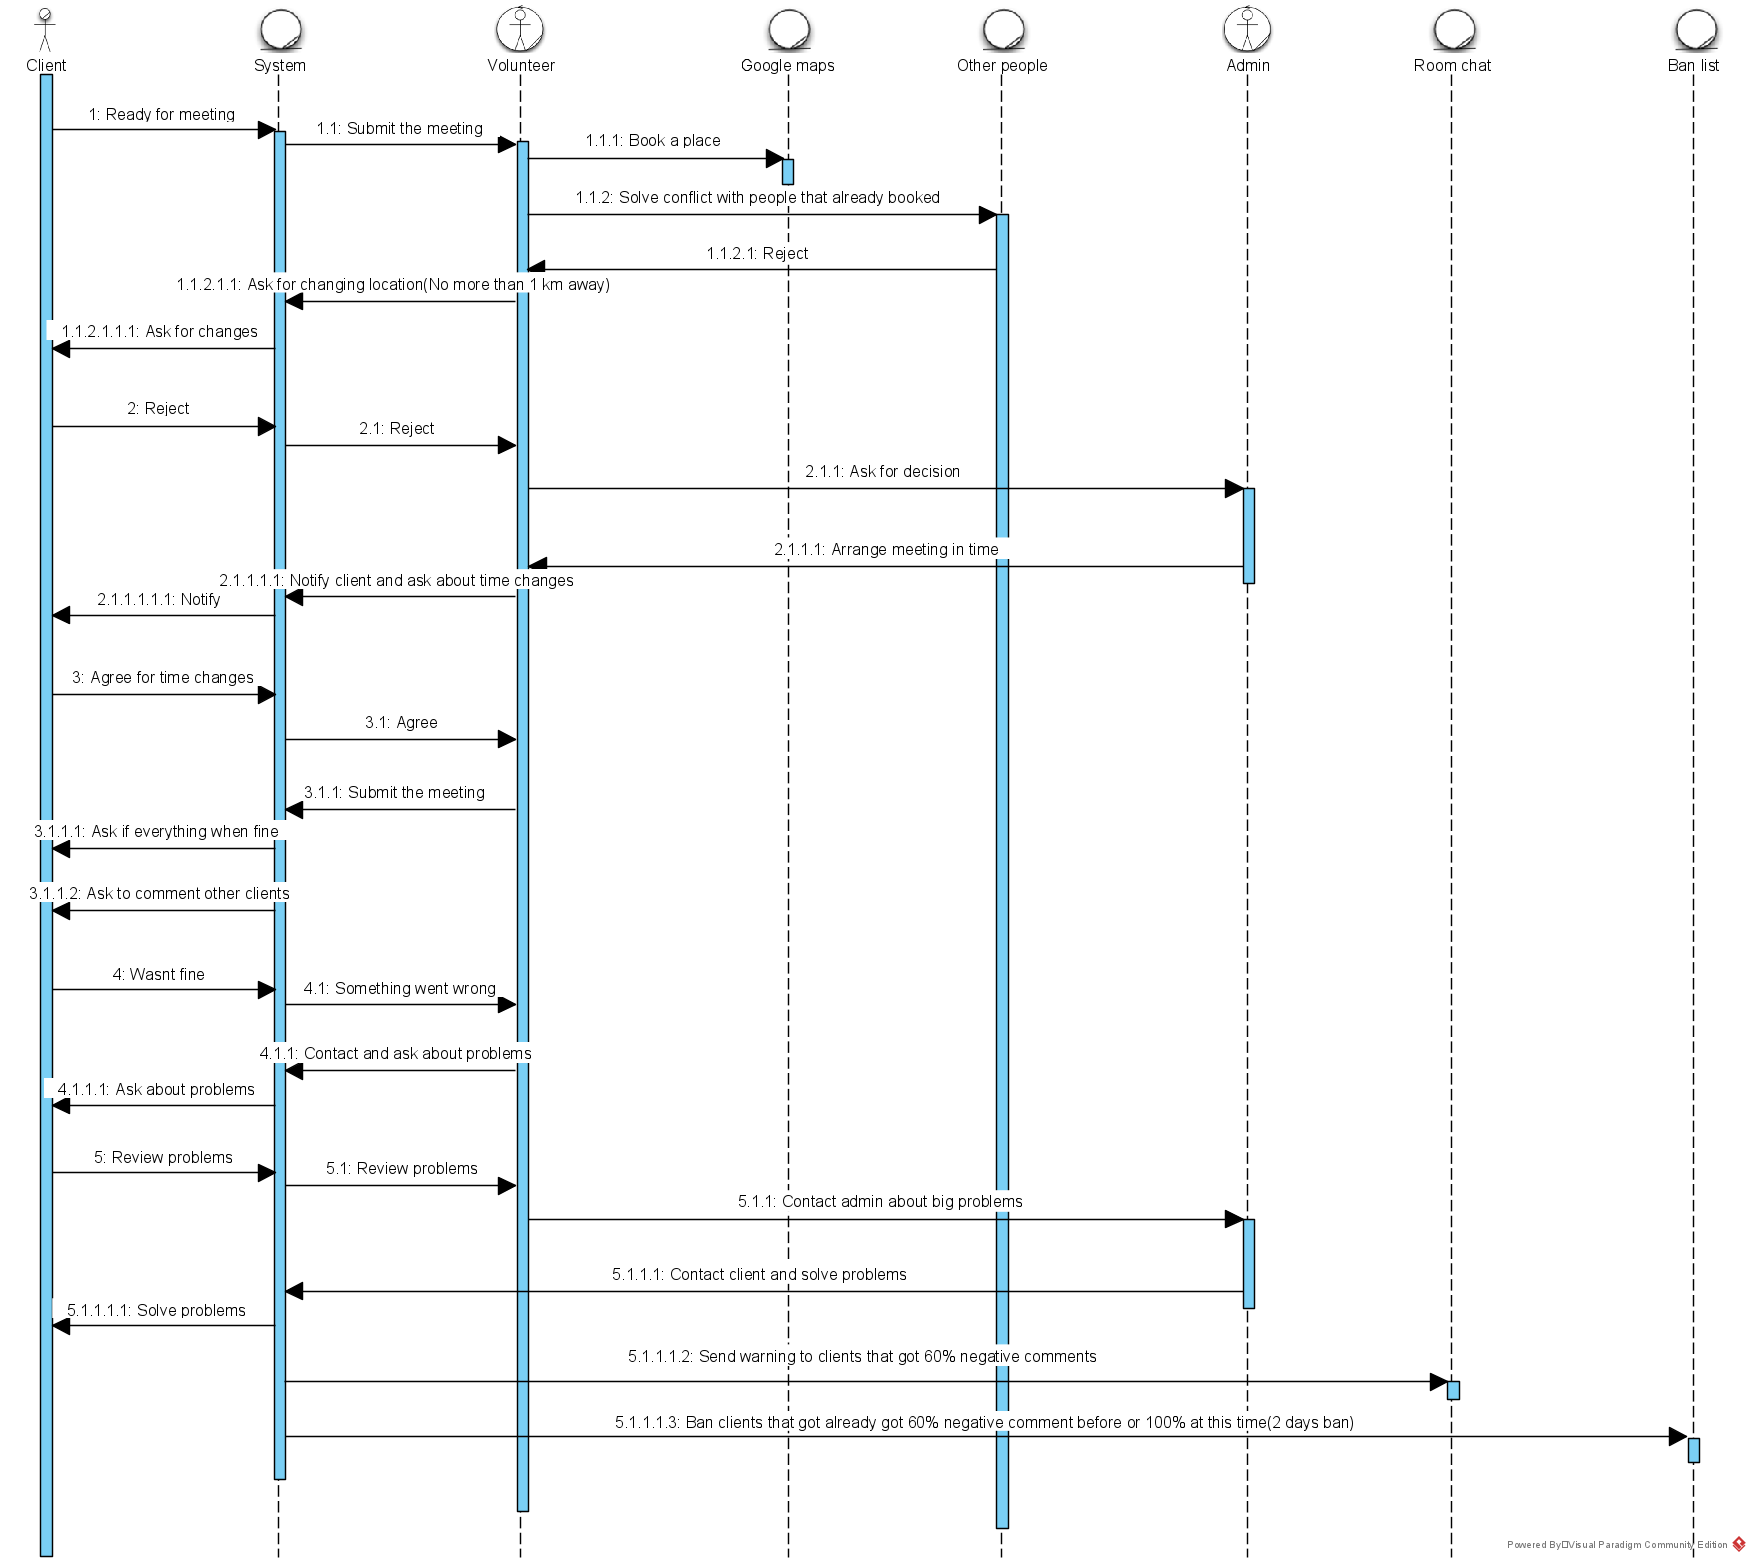 Client
System
Volunteer
Google maps
Other people
Admin
Room chat
Ban list
1: Ready for meeting
1.1: Submit the meeting
1.1.1: Book a place
1.1.2: Solve conflict with people that already booked
1.1.2.1: Reject
1.1.2.1.1: Ask for changing location(No more than 1 km away)
1.1.2.1.1.1: Ask for changes
2: Reject
2.1: Reject
2.1.1: Ask for decision
2.1.1.1: Arrange meeting in time
2.1.1.1.1: Notify client and ask about time changes
2.1.1.1.1.1: Notify
3: Agree for time changes
3.1: Agree
3.1.1: Submit the meeting
3.1.1.1: Ask if everything when fine
3.1.1.2: Ask to comment other clients
4: Wasnt fine
4.1: Something went wrong
4.1.1: Contact and ask about problems
4.1.1.1: Ask about problems
5: Review problems
5.1: Review problems
5.1.1: Contact admin about big problems
5.1.1.1: Contact client and solve problems
5.1.1.1.1: Solve problems
5.1.1.1.2: Send warning to clients that got 60% negative comments
5.1.1.1.3: Ban clients that got already got 60% negative comment before or 100% at this time(2 days ban)
Powered By Visual Paradigm Community Edition